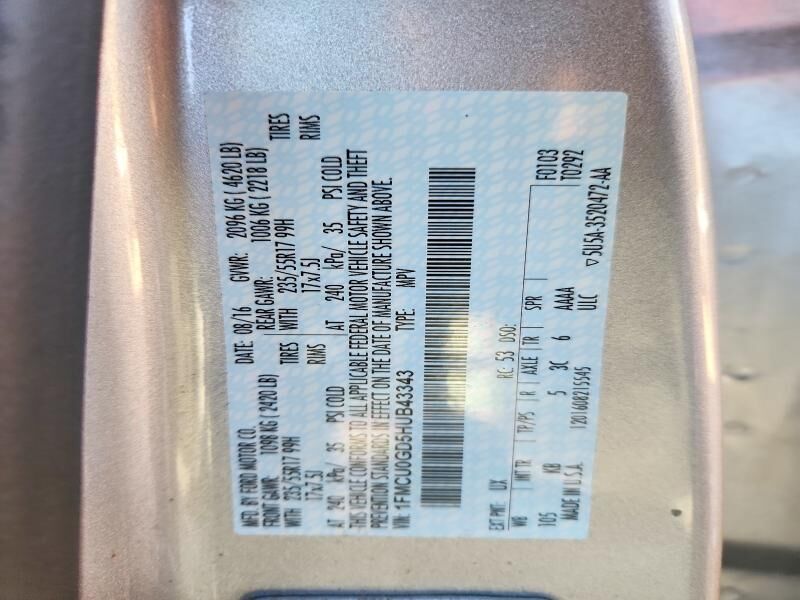 MFD. BY FORD MOTOR CO.
DATE: 08/16 GVWR: 2096 KG ( 4620 LB)
FRONT GAWR: 1098 KG ( 2420 LB) REAR GAWR: 1006 KG ( 2218 LB)
WITH 235/55R17 99H TIRES WITH 235/55R17 99H TIRES
17x7.5J RIMS 17x7.5J RIMS
AT 240 kPa/ 35 PSI COLD AT 240 kPa/ 35 PSI COLD
THIS VEHICLE CONFORMS TO ALL APPLICABLE FEDERAL MOTOR VEHICLE SAFETY AND THEFT
PREVENTION STANDARDS IN EFFECT ON THE DATE OF MANUFACTURE SHOWN ABOVE.
VIN: 1FMCU0GD5HUB43343 TYPE: MPV
EXT PNT: UX RC: 53 DSO: F0103
WB INT TR TP/PS R AXLE TR SPR T0292
105 KB 5 3C 6 AAAA
MADE IN U.S.A. 1201608215545 ULC ▽5U5A-3520472-AA